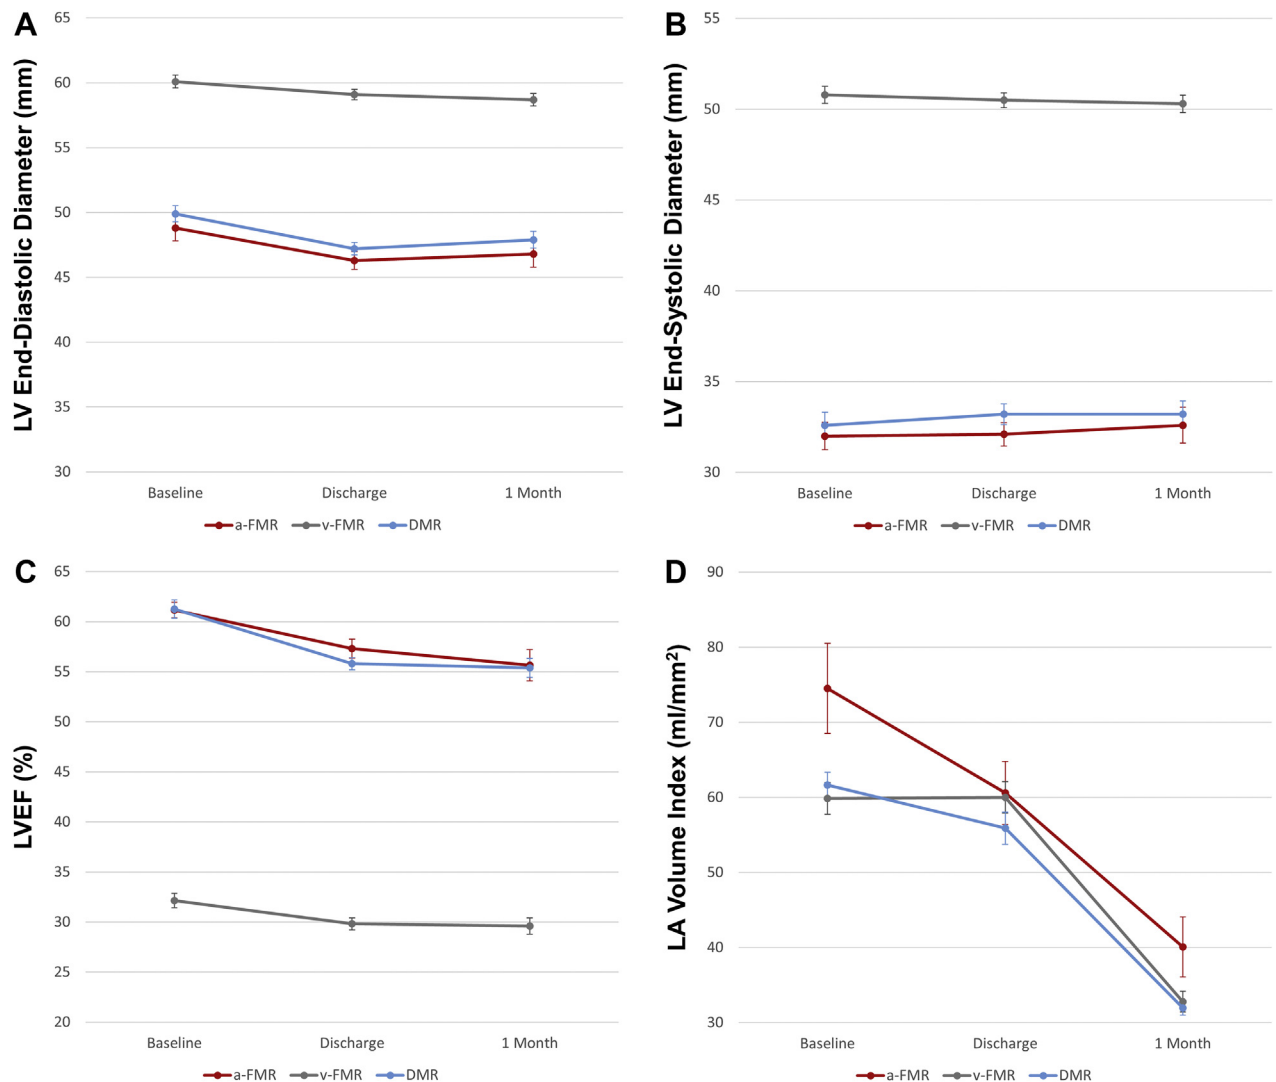 A
LV End-Diastolic Diameter (mm)
65
60
55
50
45
40
35
30
Baseline Discharge 1 Month
a-FMR v-FMR DMR
B
LV End-Systolic Diameter (mm)
55
50
45
40
35
30
Baseline Discharge 1 Month
a-FMR v-FMR DMR
C
LVEF (%)
65
60
55
50
45
40
35
30
25
20
Baseline Discharge 1 Month
a-FMR v-FMR DMR
D
LA Volume Index (ml/mm²)
90
80
70
60
50
40
30
Baseline Discharge 1 Month
a-FMR v-FMR DMR